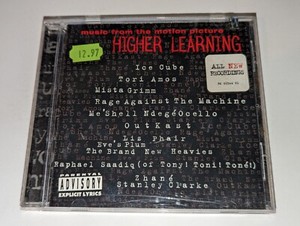 music from the motion picture
HIGHER LEARNING
12.97
ALL NEW
RECORDINGS
Ice Cube
Tori Amos
Mista Grimm
Rage Against The Machine
Me'Shell NdegéOcello
OutKast
Liz Phair
Eve's Plum
The Brand New Heavies
Raphael Saadiq (of Tony! Toni! Toné!)
Zhané
Stanley Clarke
PARENTAL
ADVISORY
EXPLICIT LYRICS